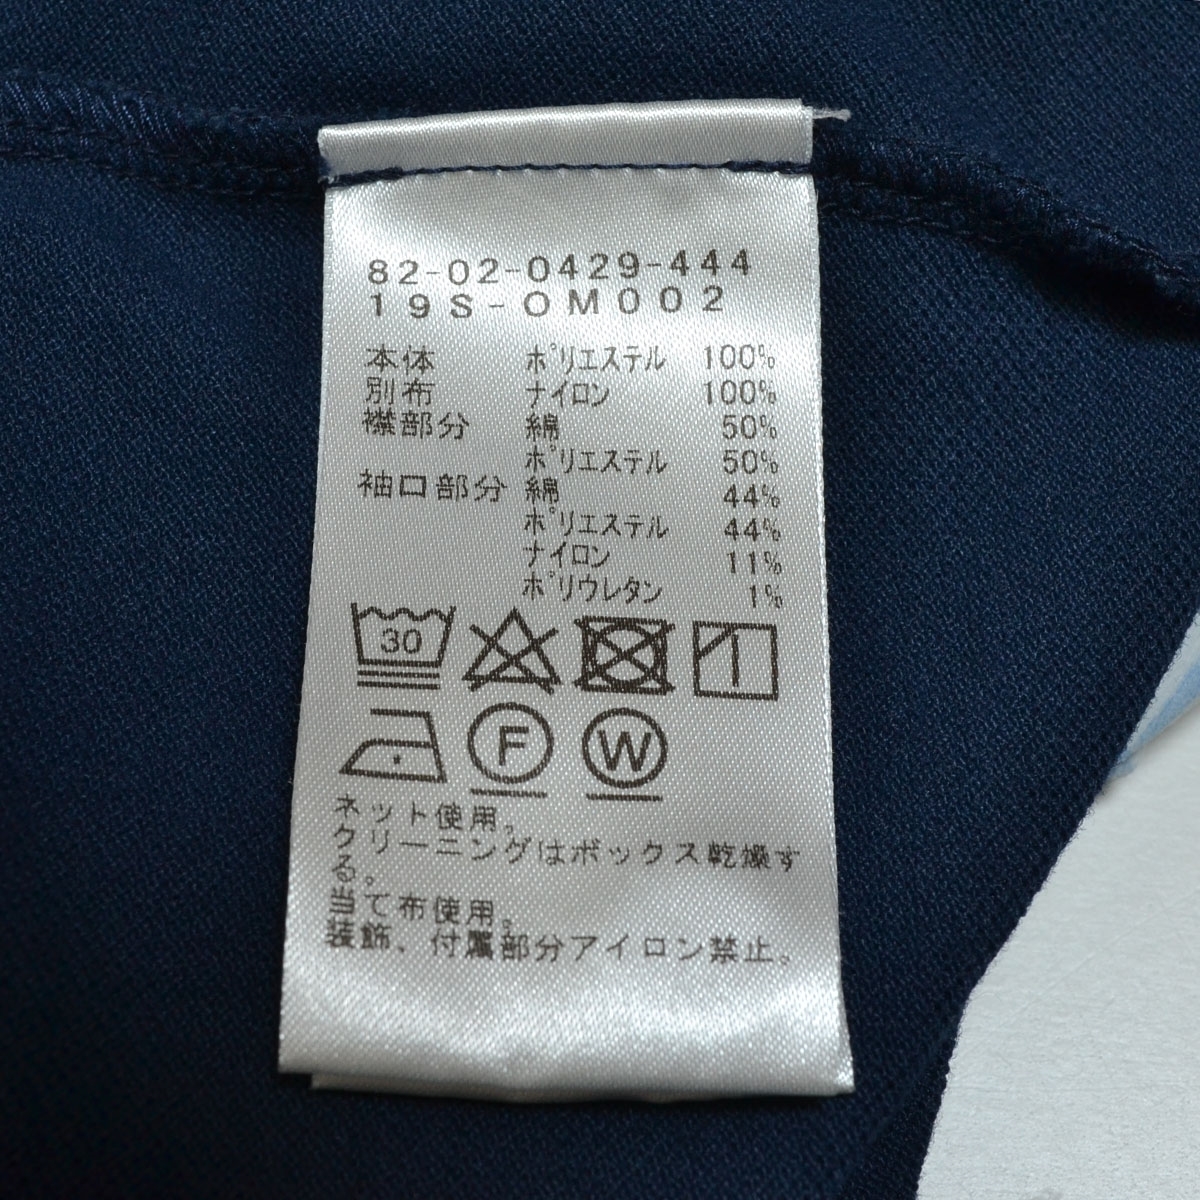 82-02-0429-444
19S-OM002
本体 ポリエステル 100%
別布 ナイロン 100%
襟部分 綿 50%
ポリエステル 50%
袖口部分 綿 44%
ポリエステル 44%
ナイロン 11%
ポリウレタン 1%
30
F W
ネット使用。
クリーニングはボックス乾燥す
る。
当て布使用。
装飾、付属部分アイロン禁止。